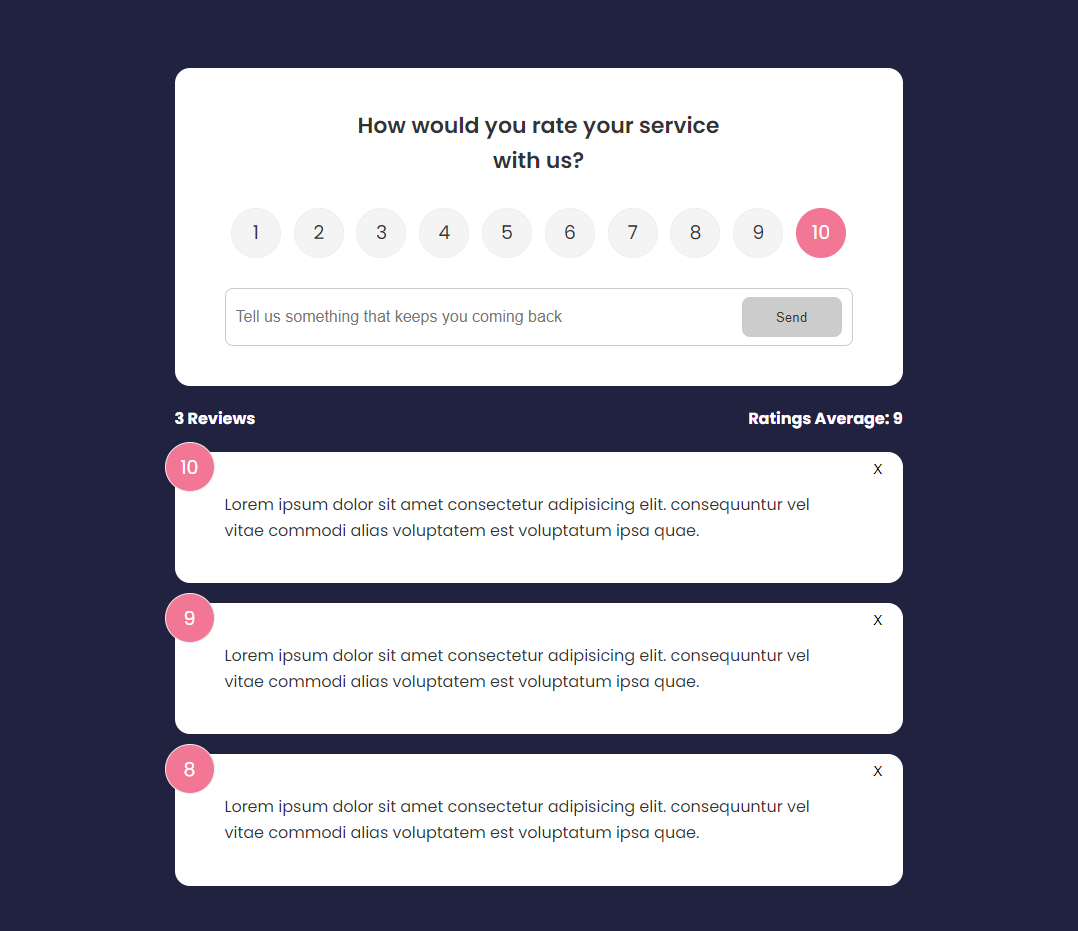 How would you rate your service
with us?
1 2 3 4 5 6 7 8 9 10
Tell us something that keeps you coming back Send
3 Reviews Ratings Average: 9
10 X
Lorem ipsum dolor sit amet consectetur adipisicing elit. consequuntur vel
vitae commodi alias voluptatem est voluptatum ipsa quae.
9 X
Lorem ipsum dolor sit amet consectetur adipisicing elit. consequuntur vel
vitae commodi alias voluptatem est voluptatum ipsa quae.
8 X
Lorem ipsum dolor sit amet consectetur adipisicing elit. consequuntur vel
vitae commodi alias voluptatem est voluptatum ipsa quae.